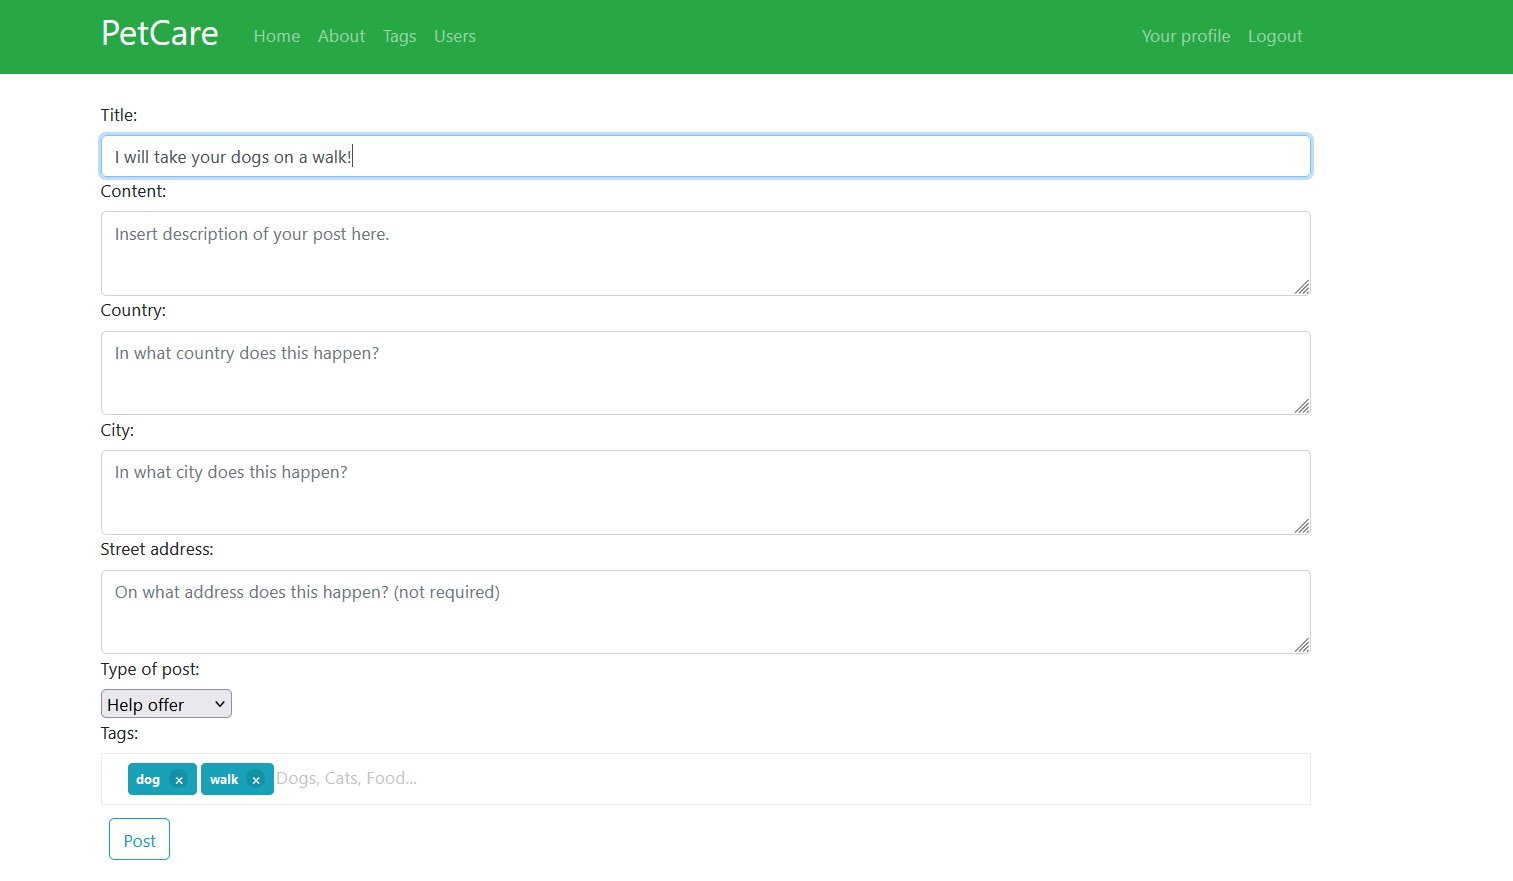 PetCare Home About Tags Users Your profile Logout
Title:
I will take your dogs on a walk!
Content:
Insert description of your post here.
Country:
In what country does this happen?
City:
In what city does this happen?
Street address:
On what address does this happen? (not required)
Type of post:
Help offer
Tags:
dog × walk × Dogs, Cats, Food...
Post